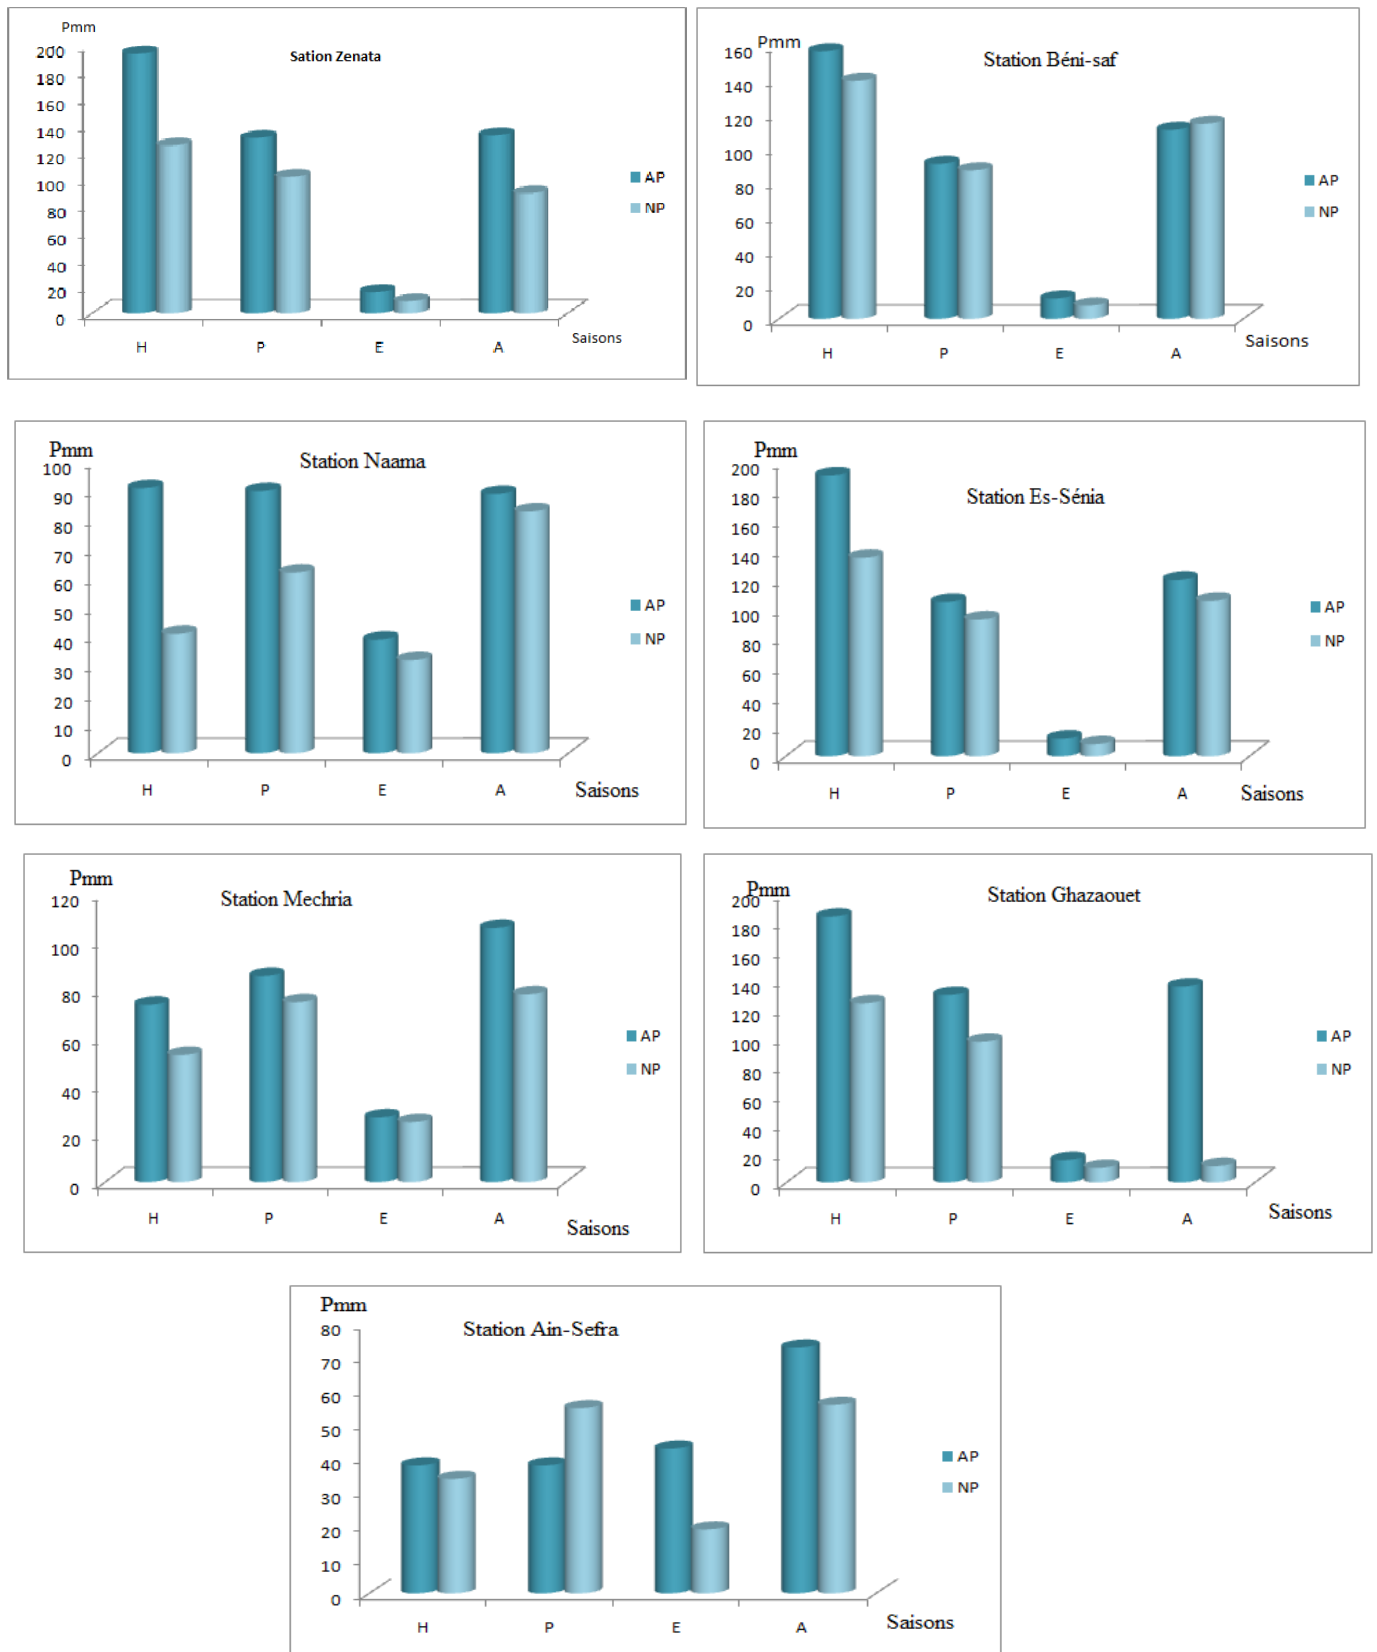 Pmm
Sation Zenata
200
180
160
140
120
100
80
60
40
20
0
H P E A
Saisons
AP
NP
Pmm
Station Béni-saf
160
140
120
100
80
60
40
20
0
H P E A
Saisons
AP
NP
Pmm
Station Naama
100
90
80
70
60
50
40
30
20
10
0
H P E A
Saisons
AP
NP
Pmm
Station Es-Sénia
200
180
160
140
120
100
80
60
40
20
0
H P E A
Saisons
AP
NP
Pmm
Station Mechria
120
100
80
60
40
20
0
H P E A
Saisons
AP
NP
Pmm
Station Ghazaouet
200
180
160
140
120
100
80
60
40
20
0
H P E A
Saisons
AP
NP
Pmm
Station Ain-Sefra
80
70
60
50
40
30
20
10
0
H P E A
Saisons
AP
NP